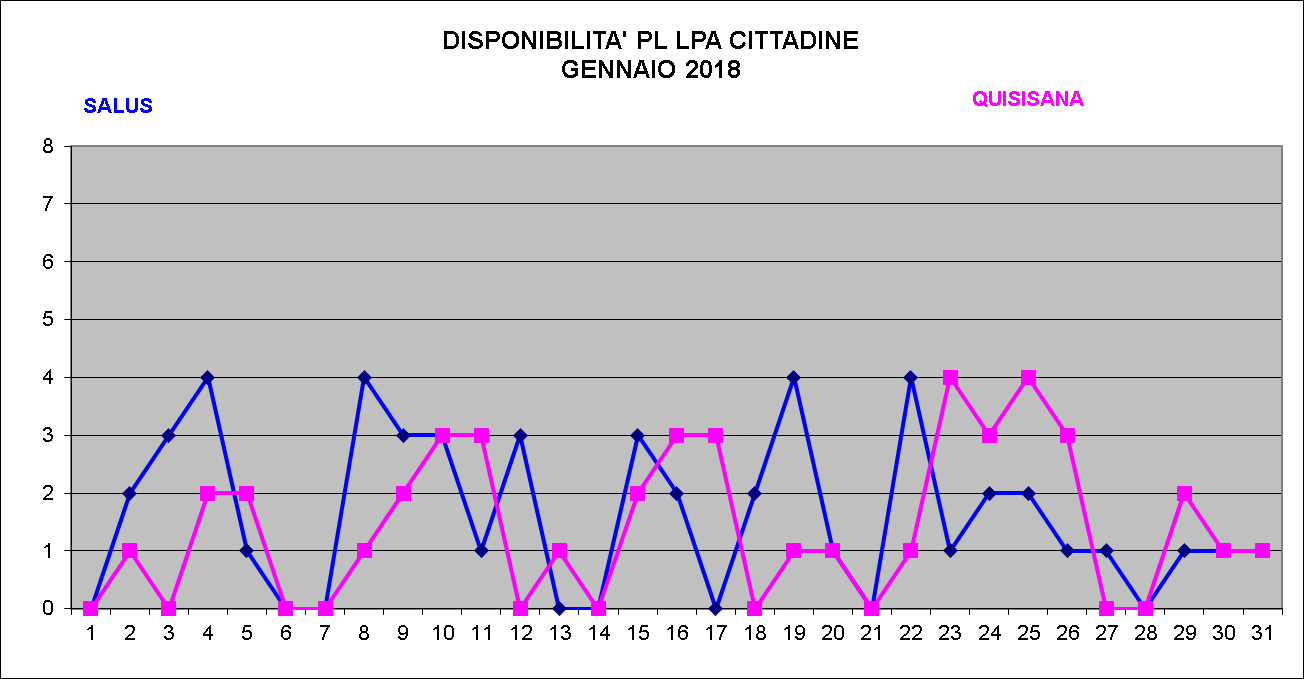 DISPONIBILITA' PL LPA CITTADINE
GENNAIO 2018
SALUS
QUISISANA
8
7
6
5
4
3
2
1
0
1 2 3 4 5 6 7 8 9 10 11 12 13 14 15 16 17 18 19 20 21 22 23 24 25 26 27 28 29 30 31